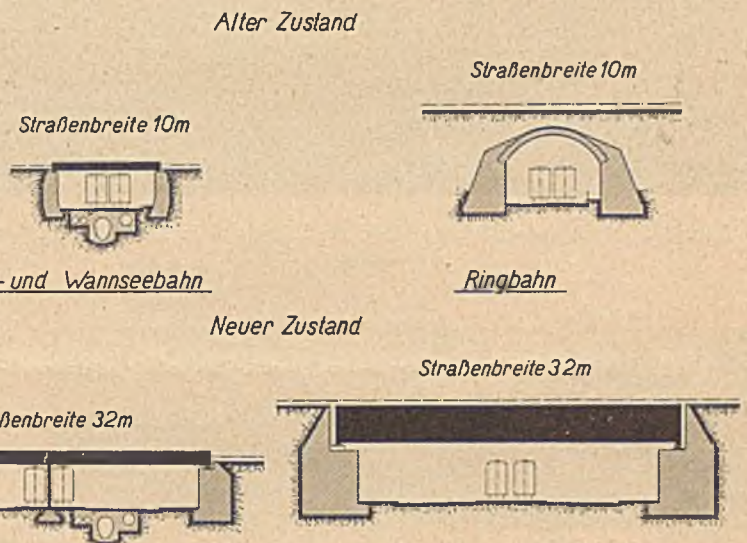 Alter Zustand
Straßenbreite 10m
Straßenbreite 10m
- und Wannseebahn
Ringbahn
Neuer Zustand
Straßenbreite 32m
ßenbreite 32m